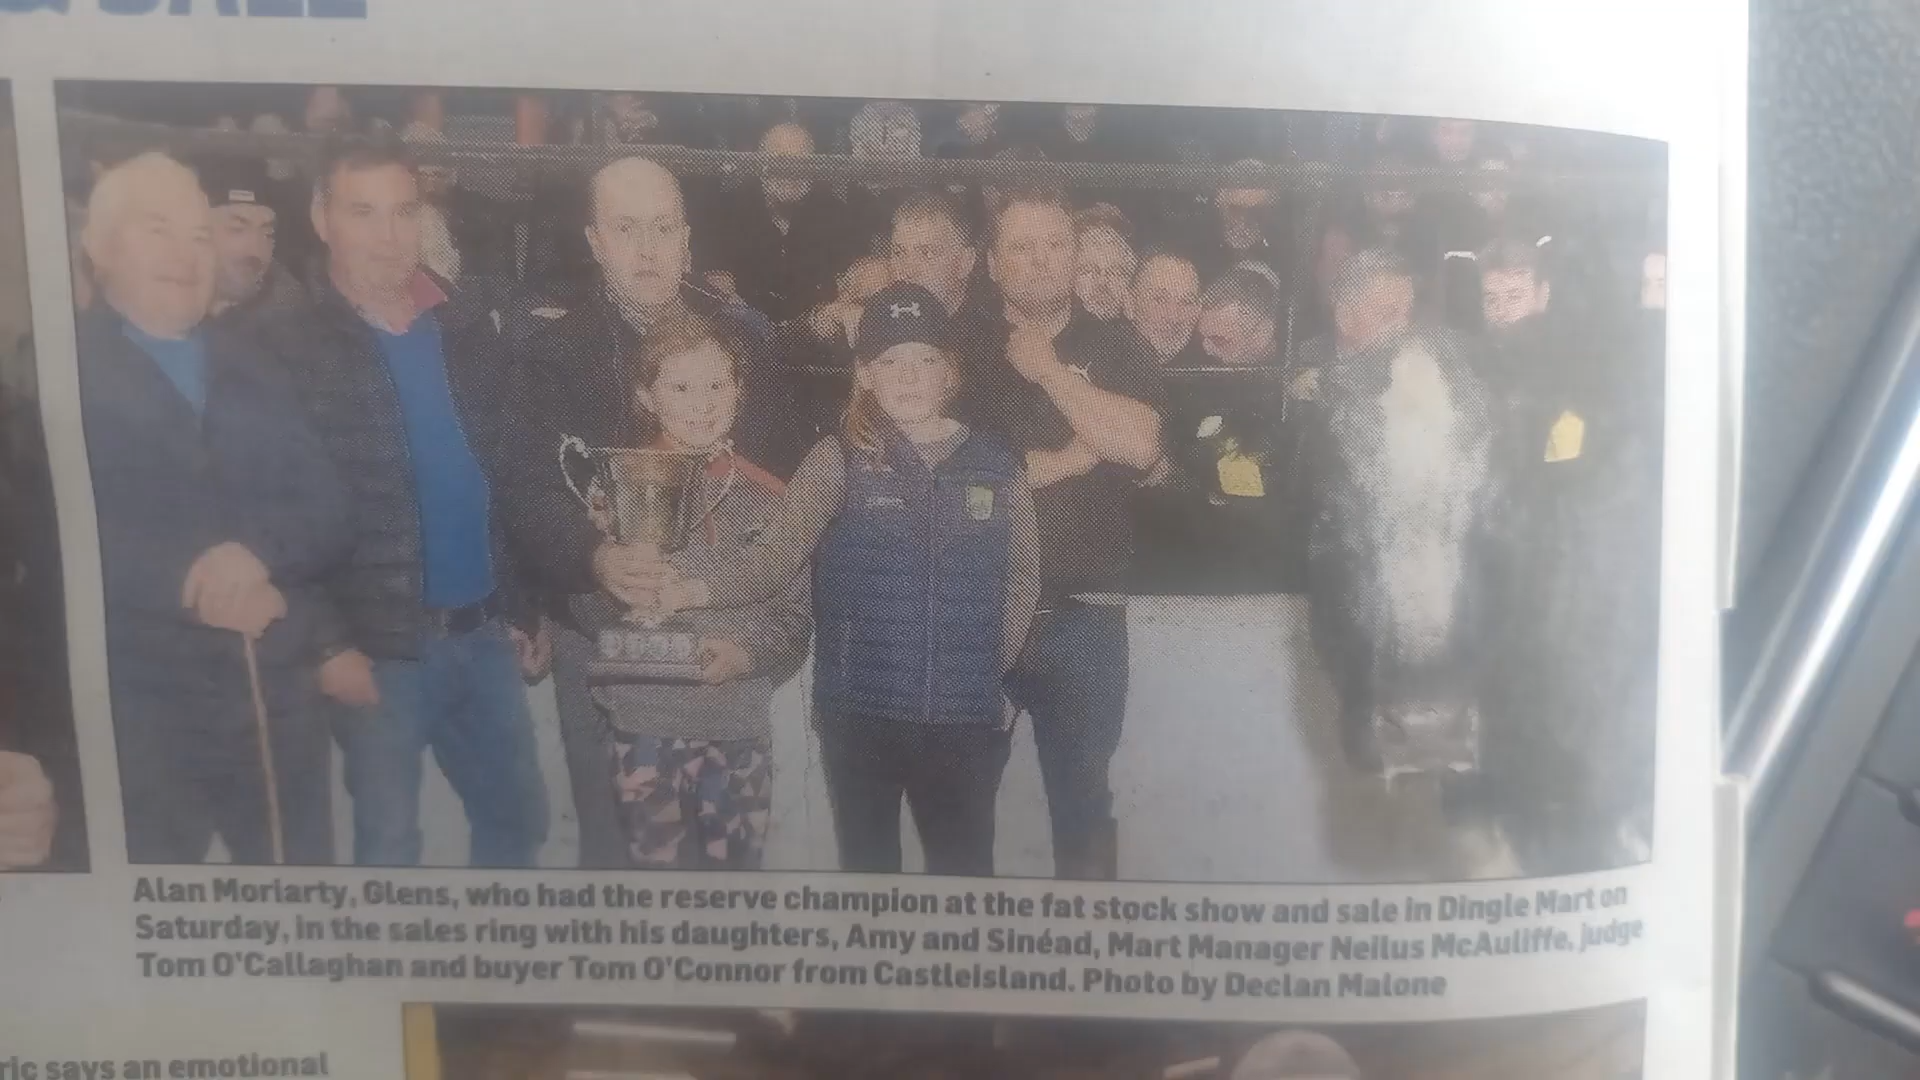 & SALE
Alan Moriarty, Glens, who had the reserve champion at the fat stock show and sale in Dingle Mart on
Saturday, in the sales ring with his daughters, Amy and Sinéad, Mart Manager Neilus McAuliffe, judge
Tom O'Callaghan and buyer Tom O'Connor from Castleisland. Photo by Declan Malone
ric says an emotional